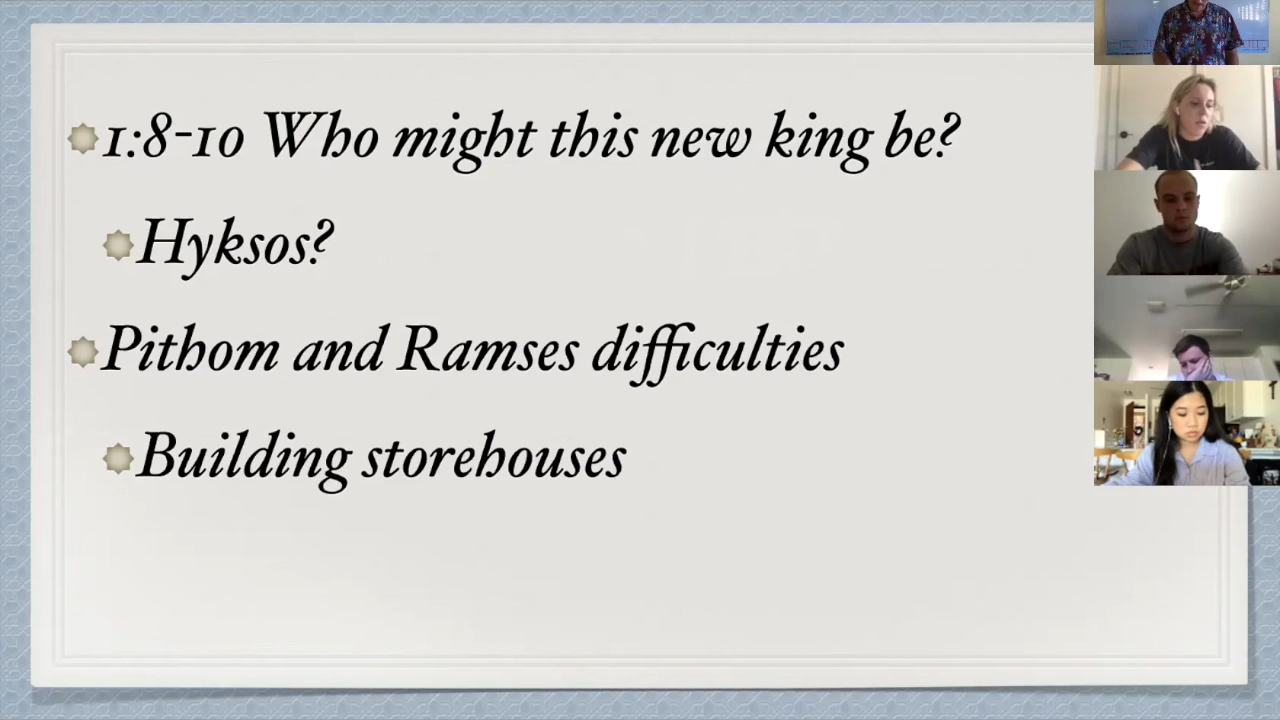 1:8-10 Who might this new king be?
Hyksos?
Pithom and Ramses difficulties
Building storehouses